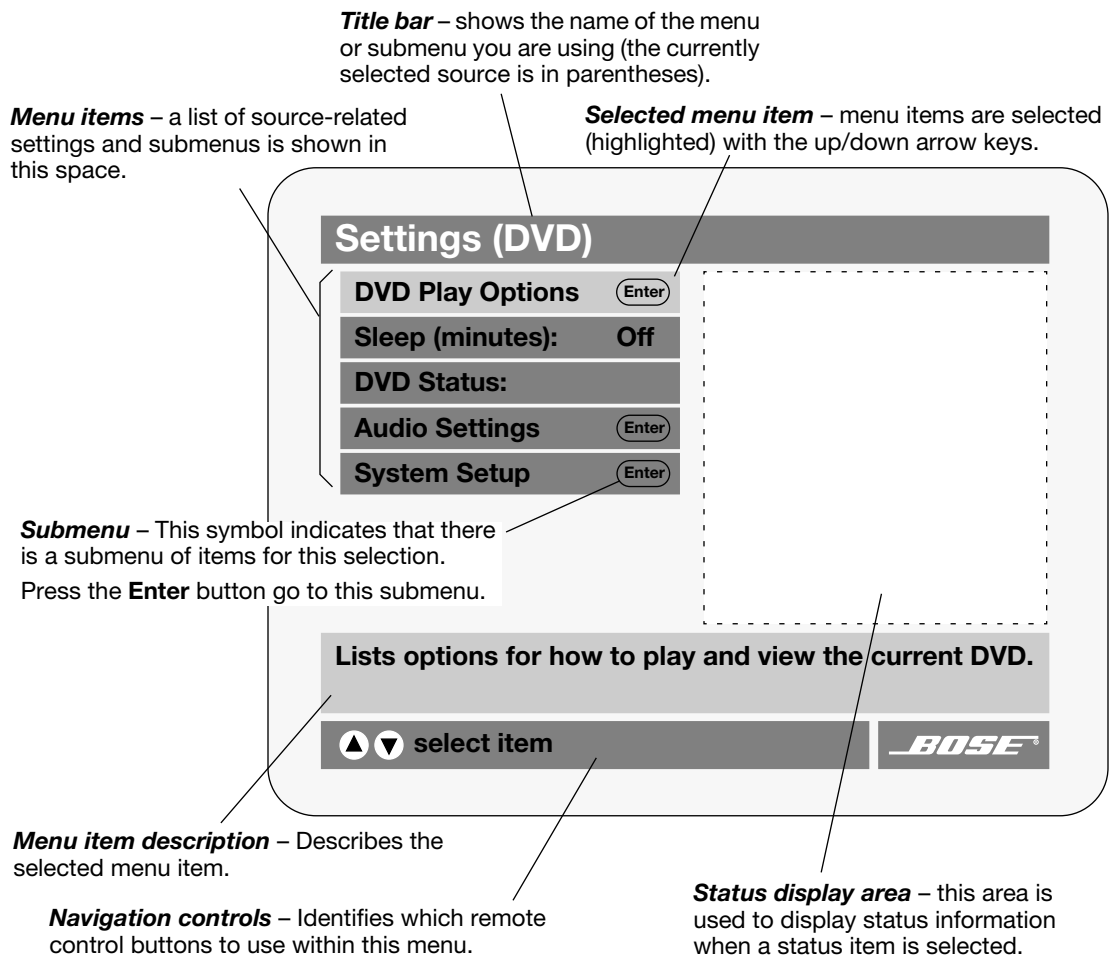 Title bar – shows the name of the menu
or submenu you are using (the currently
selected source is in parentheses).
Menu items – a list of source-related
settings and submenus is shown in
this space.
Selected menu item – menu items are selected
(highlighted) with the up/down arrow keys.
Settings (DVD)
DVD Play Options Enter
Sleep (minutes): Off
DVD Status:
Audio Settings Enter
System Setup Enter
Submenu – This symbol indicates that there
is a submenu of items for this selection.
Press the Enter button go to this submenu.
Lists options for how to play and view the current DVD.
select item
BOSE®
Menu item description – Describes the
selected menu item.
Navigation controls – Identifies which remote
control buttons to use within this menu.
Status display area – this area is
used to display status information
when a status item is selected.